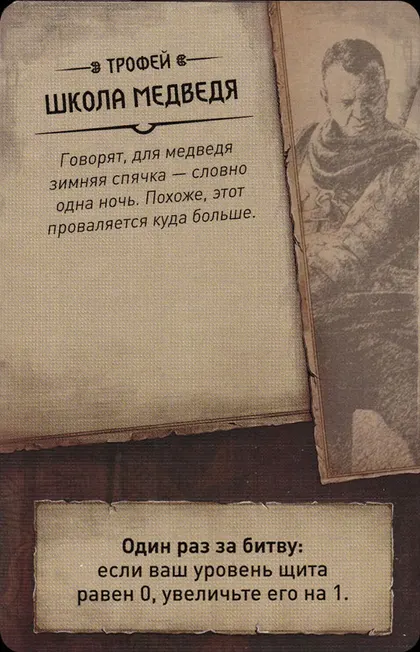 ТРОФЕЙ
ШКОЛА МЕДВЕДЯ
Говорят, для медведя
зимняя спячка — словно
одна ночь. Похоже, этот
проваляется куда больше.
Один раз за битву:
если ваш уровень щита
равен 0, увеличьте его на 1.